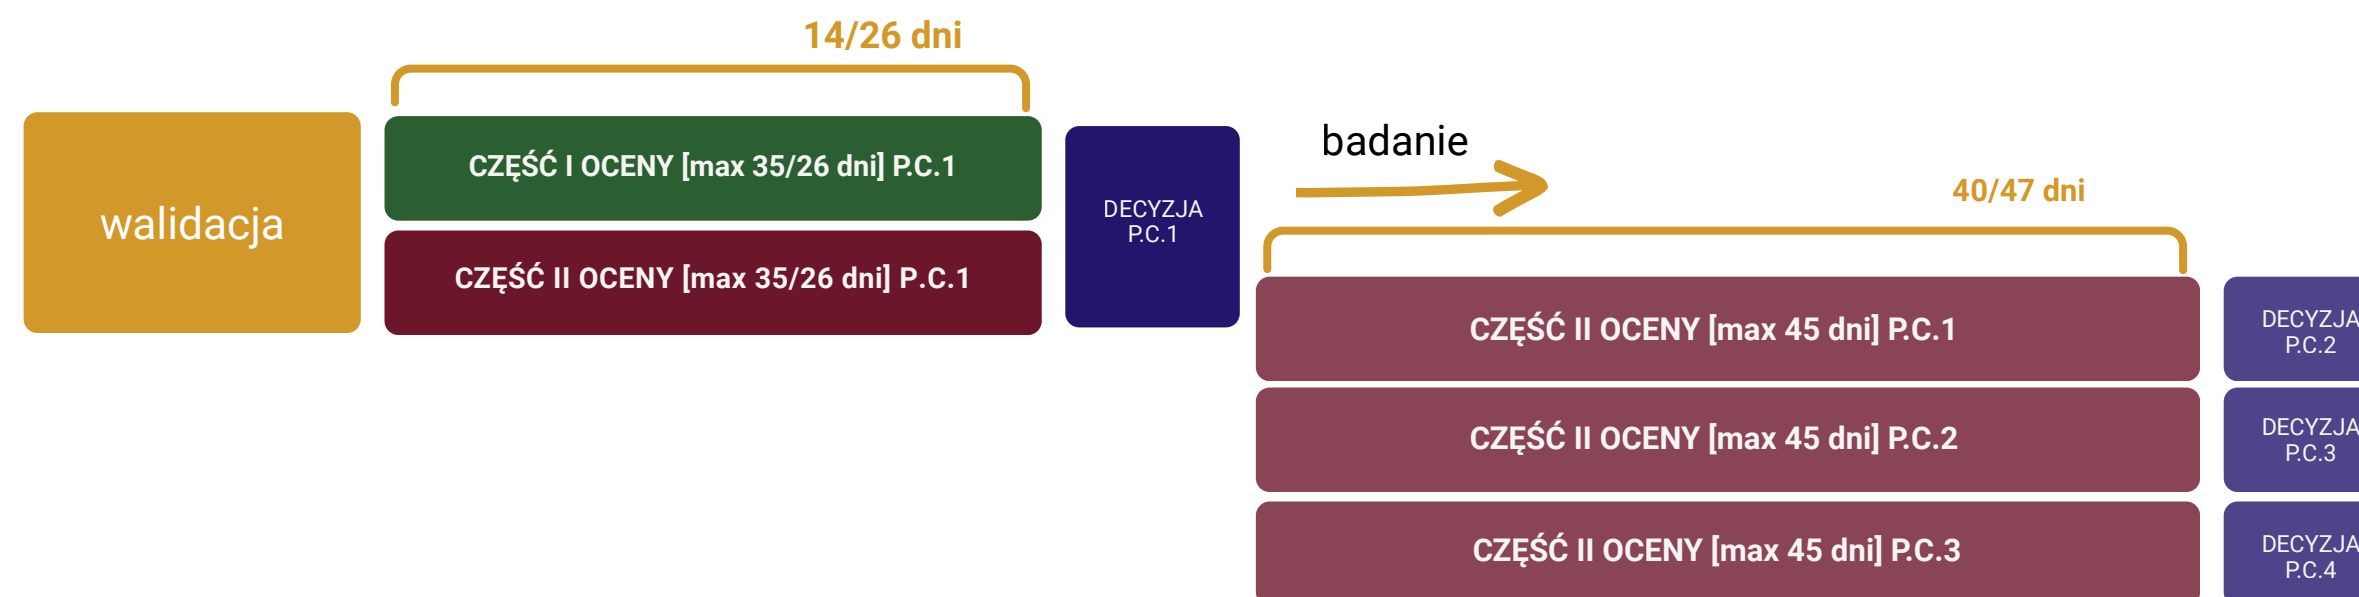 14/26 dni
walidacja
CZĘŚĆ I OCENY [max 35/26 dni] P.C.1
CZĘŚĆ II OCENY [max 35/26 dni] P.C.1
DECYZJA
P.C.1
badanie
40/47 dni
CZĘŚĆ II OCENY [max 45 dni] P.C.1
DECYZJA
P.C.2
CZĘŚĆ II OCENY [max 45 dni] P.C.2
DECYZJA
P.C.3
CZĘŚĆ II OCENY [max 45 dni] P.C.3
DECYZJA
P.C.4